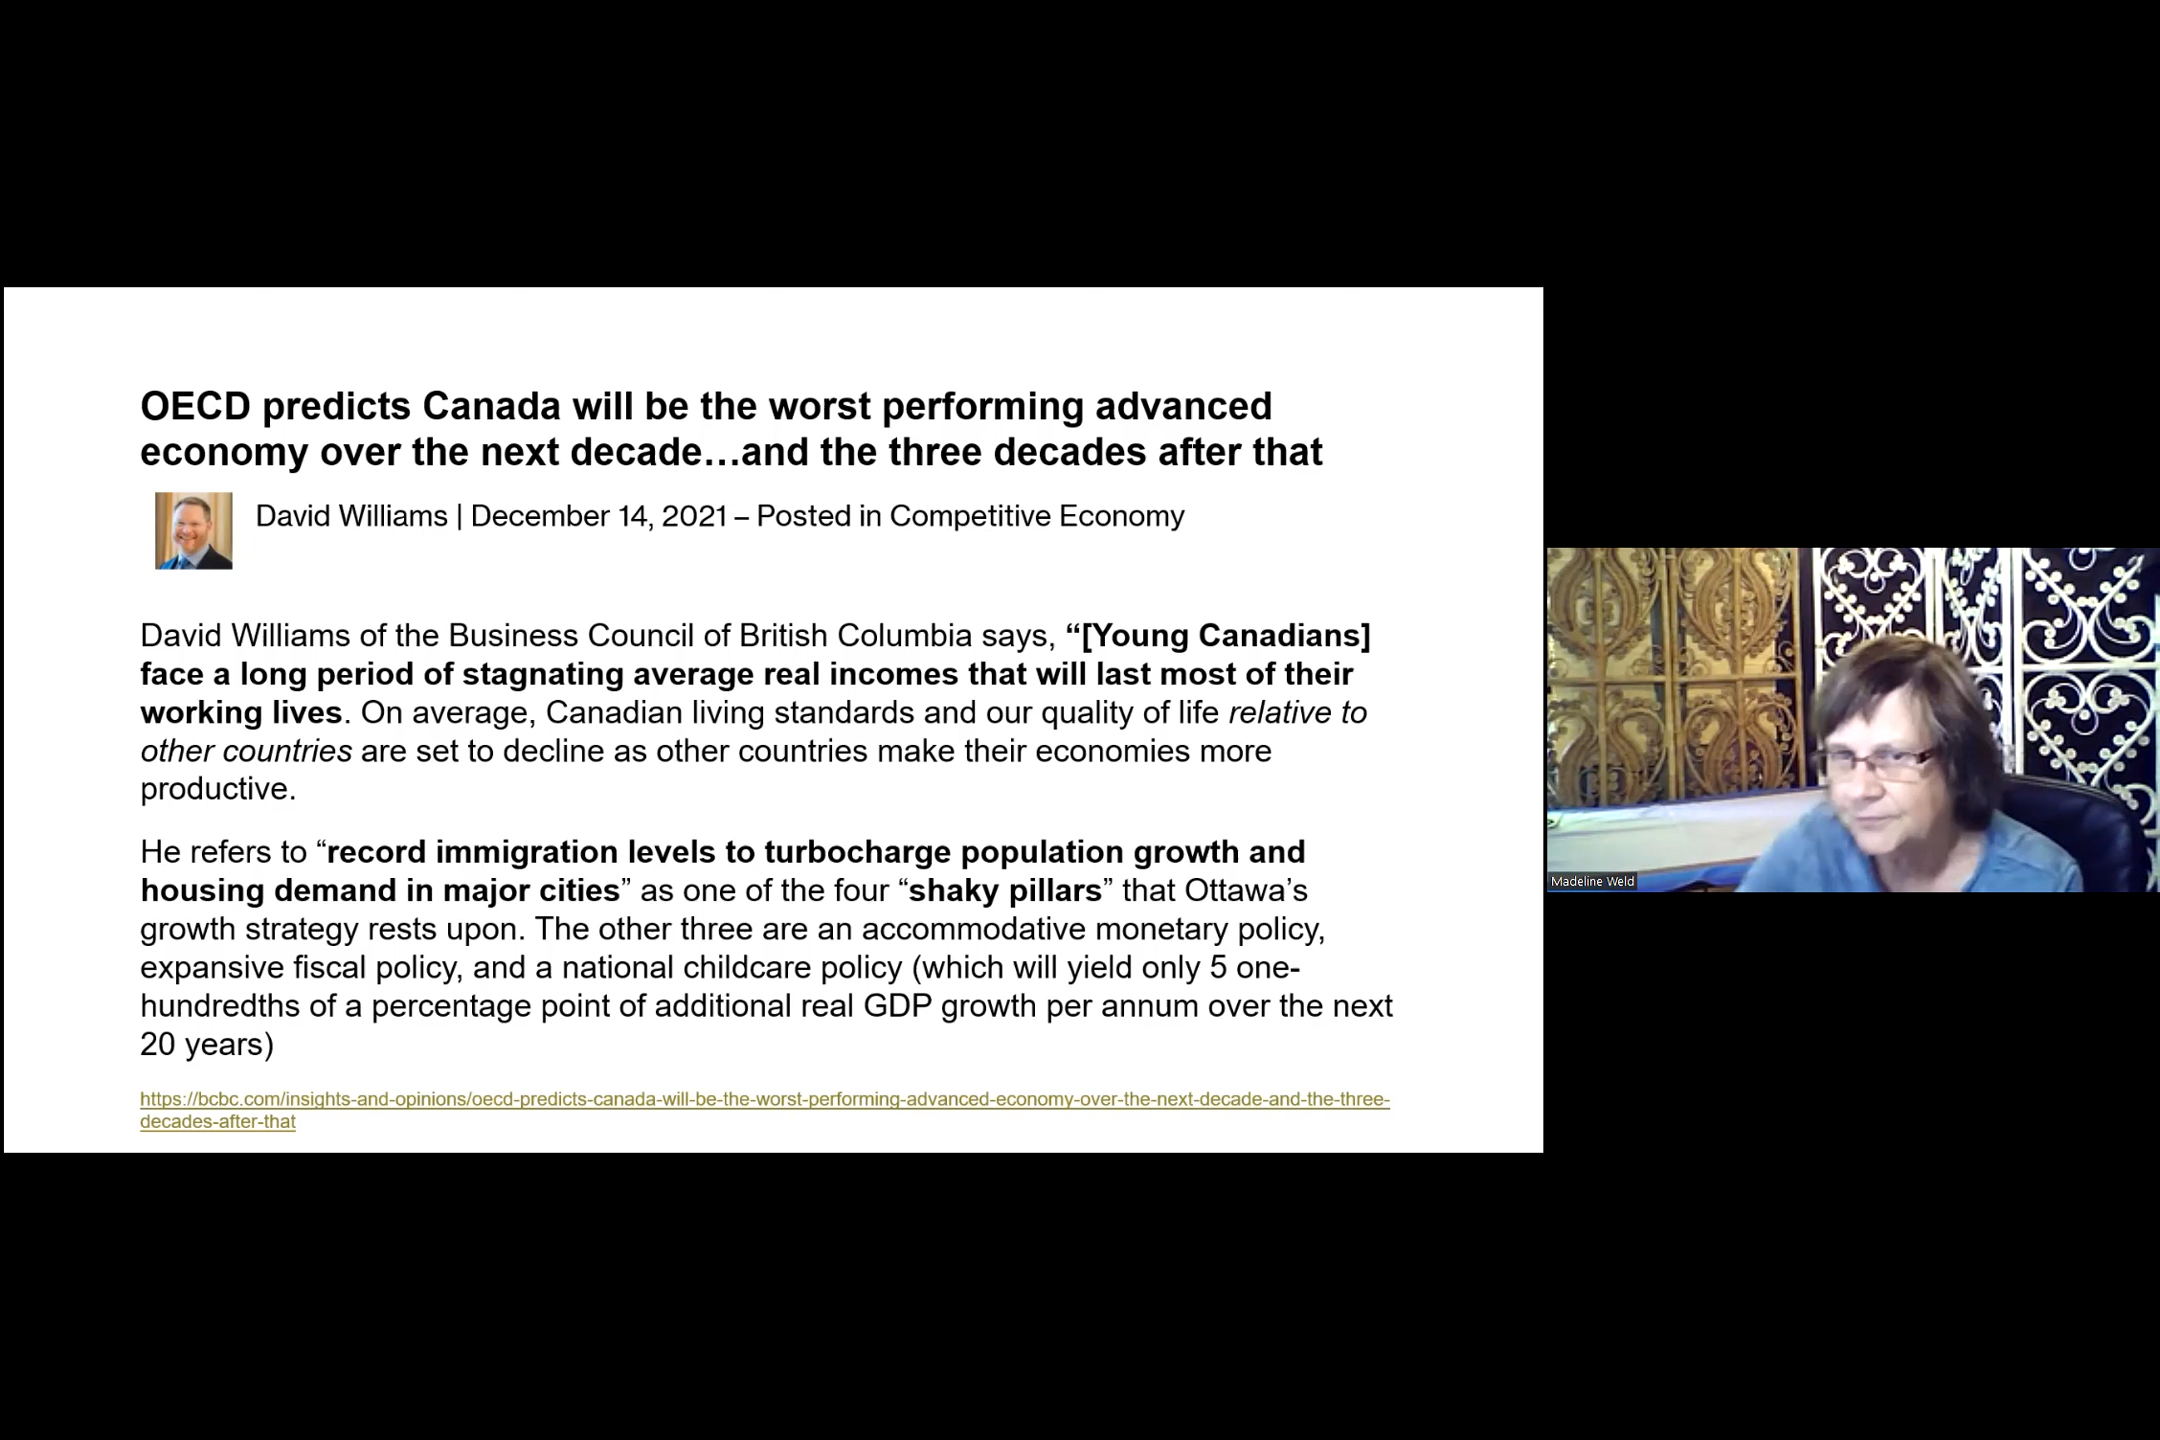 OECD predicts Canada will be the worst performing advanced
economy over the next decade…and the three decades after that
David Williams | December 14, 2021 – Posted in Competitive Economy
David Williams of the Business Council of British Columbia says, “[Young Canadians]
face a long period of stagnating average real incomes that will last most of their
working lives. On average, Canadian living standards and our quality of life relative to
other countries are set to decline as other countries make their economies more
productive.
He refers to “record immigration levels to turbocharge population growth and
housing demand in major cities” as one of the four “shaky pillars” that Ottawa’s
growth strategy rests upon. The other three are an accommodative monetary policy,
expansive fiscal policy, and a national childcare policy (which will yield only 5 one-
hundredths of a percentage point of additional real GDP growth per annum over the next
20 years)
https://bcbc.com/insights-and-opinions/oecd-predicts-canada-will-be-the-worst-performing-advanced-economy-over-the-next-decade-and-the-three-
decades-after-that
Madeline Weld